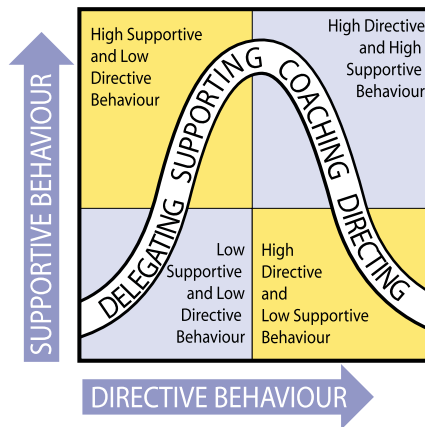 High Supportive
and Low
Directive
Behaviour
High Directive
and High
Supportive
Behaviour
DELEGATING SUPPORTING COACHING DIRECTING
Low
Supportive
and Low
Directive
Behaviour
High
Directive
and
Low Supportive
Behaviour
SUPPORTIVE BEHAVIOUR
DIRECTIVE BEHAVIOUR